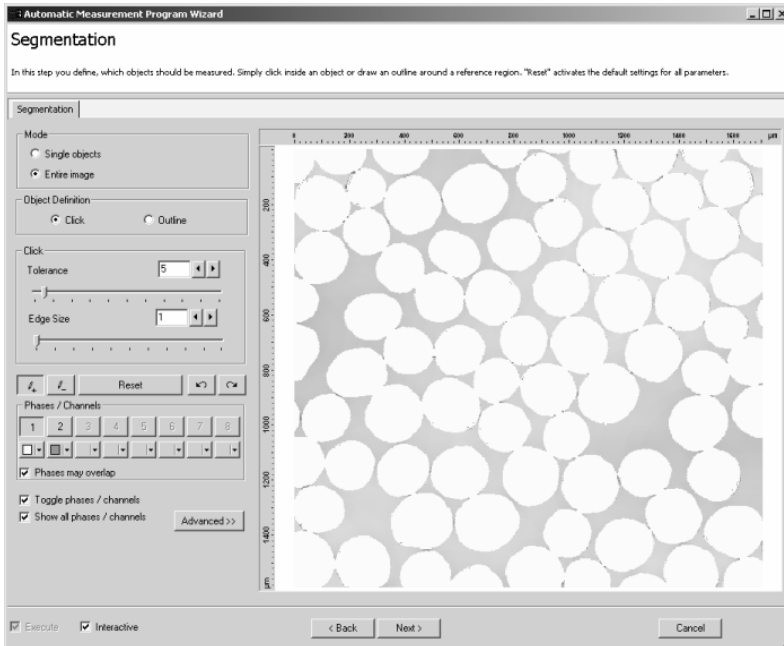 Automatic Measurement Program Wizard
Segmentation
In this step you define, which objects should be measured. Simply click inside an object or draw an outline around a reference region. "Reset" activates the default settings for all parameters.
Segmentation
Mode
Single objects
Entire image
Object Definition
Click Outline
Click
Tolerance 5
Edge Size 1
Reset
Phases / Channels
1 2 3 4 5 6 7 8
Phases may overlap
Toggle phases / channels
Show all phases / channels
Advanced >>
0 200 400 600 800 1000 1200 1400 1600 µm
200
400
600
800
1000
1200
1400
µm
Execute Interactive < Back Next > Cancel